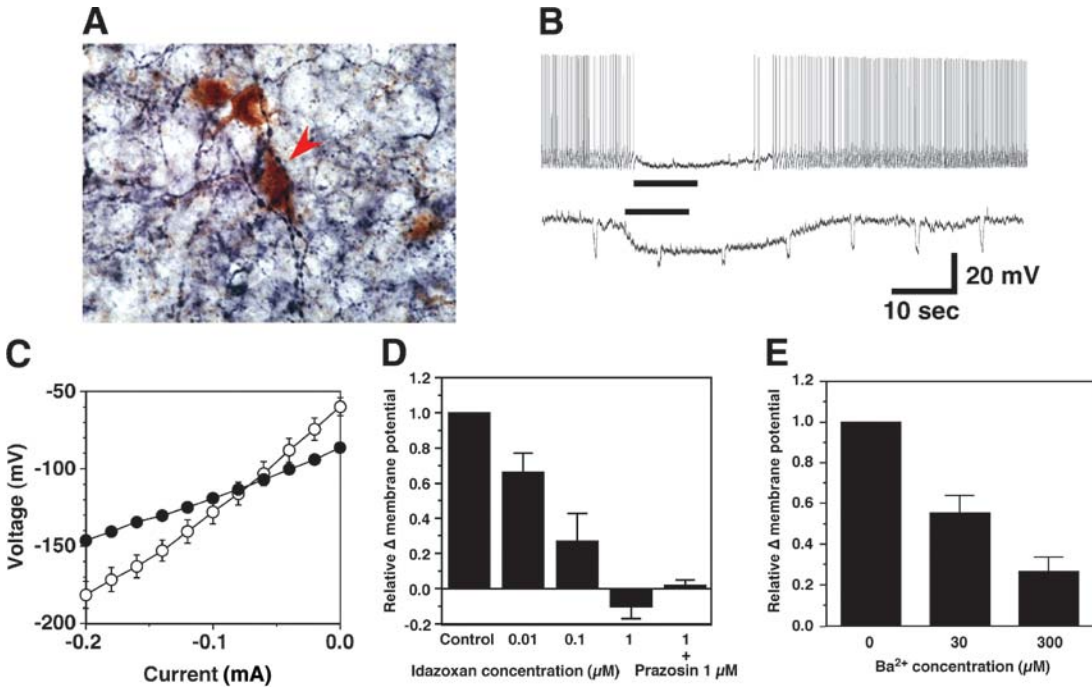 A
B
20 mV
10 sec
C
-50
-100
-150
-200
Voltage (mV)
-0.2
-0.1
0.0
Current (mA)
D
1.2
1.0
0.8
0.6
0.4
0.2
0.0
-0.2
Relative Δ membrane potential
Control
0.01
0.1
1
1
+
Idazoxan concentration (μM)
Prazosin 1 μM
E
1.2
1.0
0.8
0.6
0.4
0.2
0.0
Relative Δ membrane potential
0
30
300
Ba²⁺ concentration (μM)